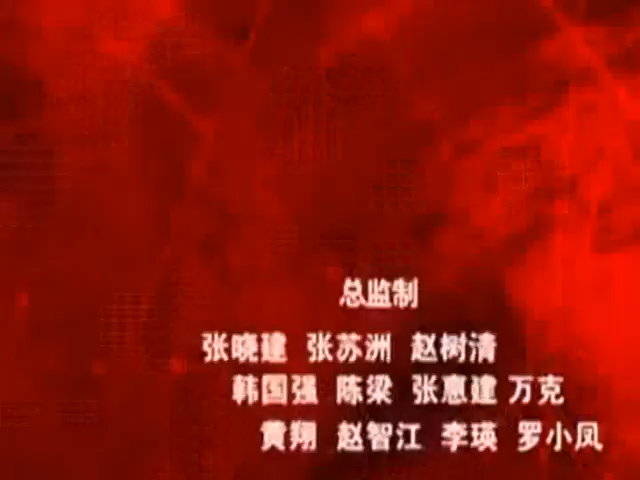 总监制
张晓建 张苏洲 赵树清
韩国强 陈梁 张惠建 万克
黄翔 赵智江 李瑛 罗小凤